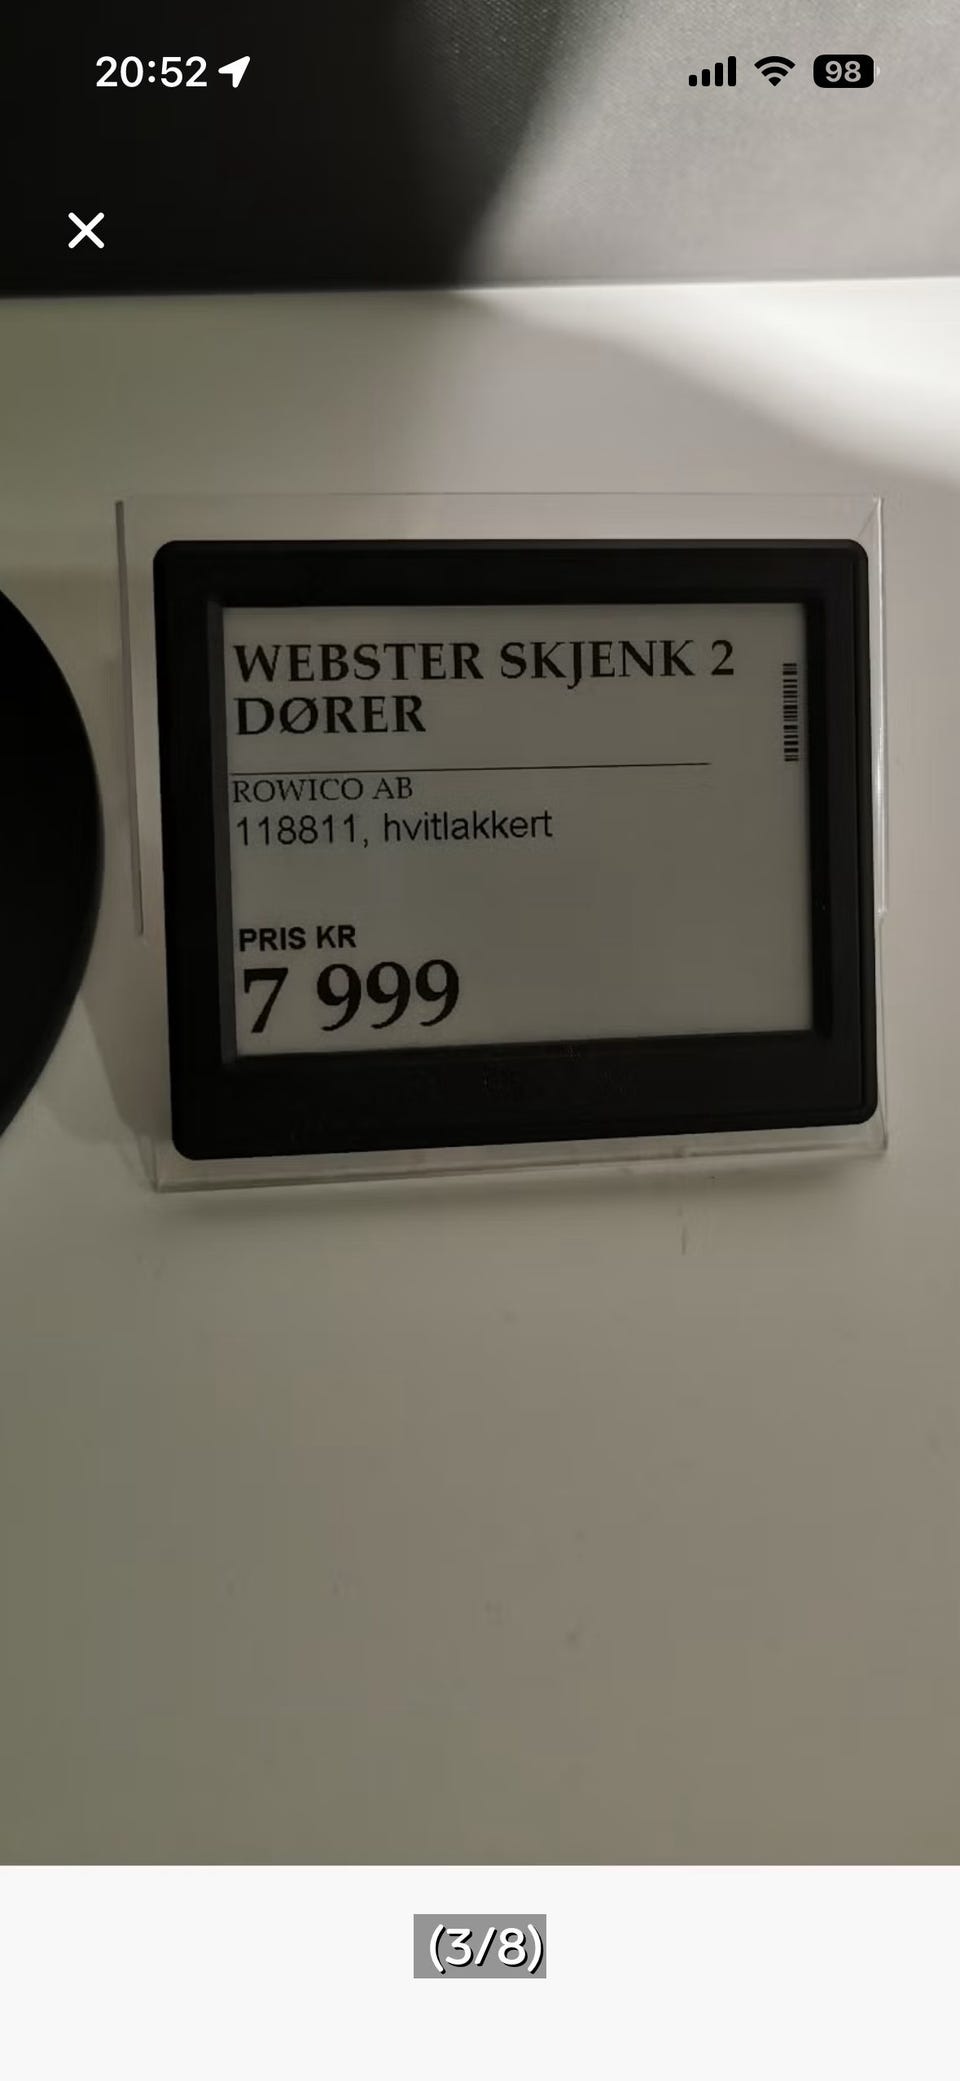 20:52
98
WEBSTER SKJENK 2
DØRER
ROWICO AB
118811, hvitlakkert
PRIS KR
7 999
(3/8)